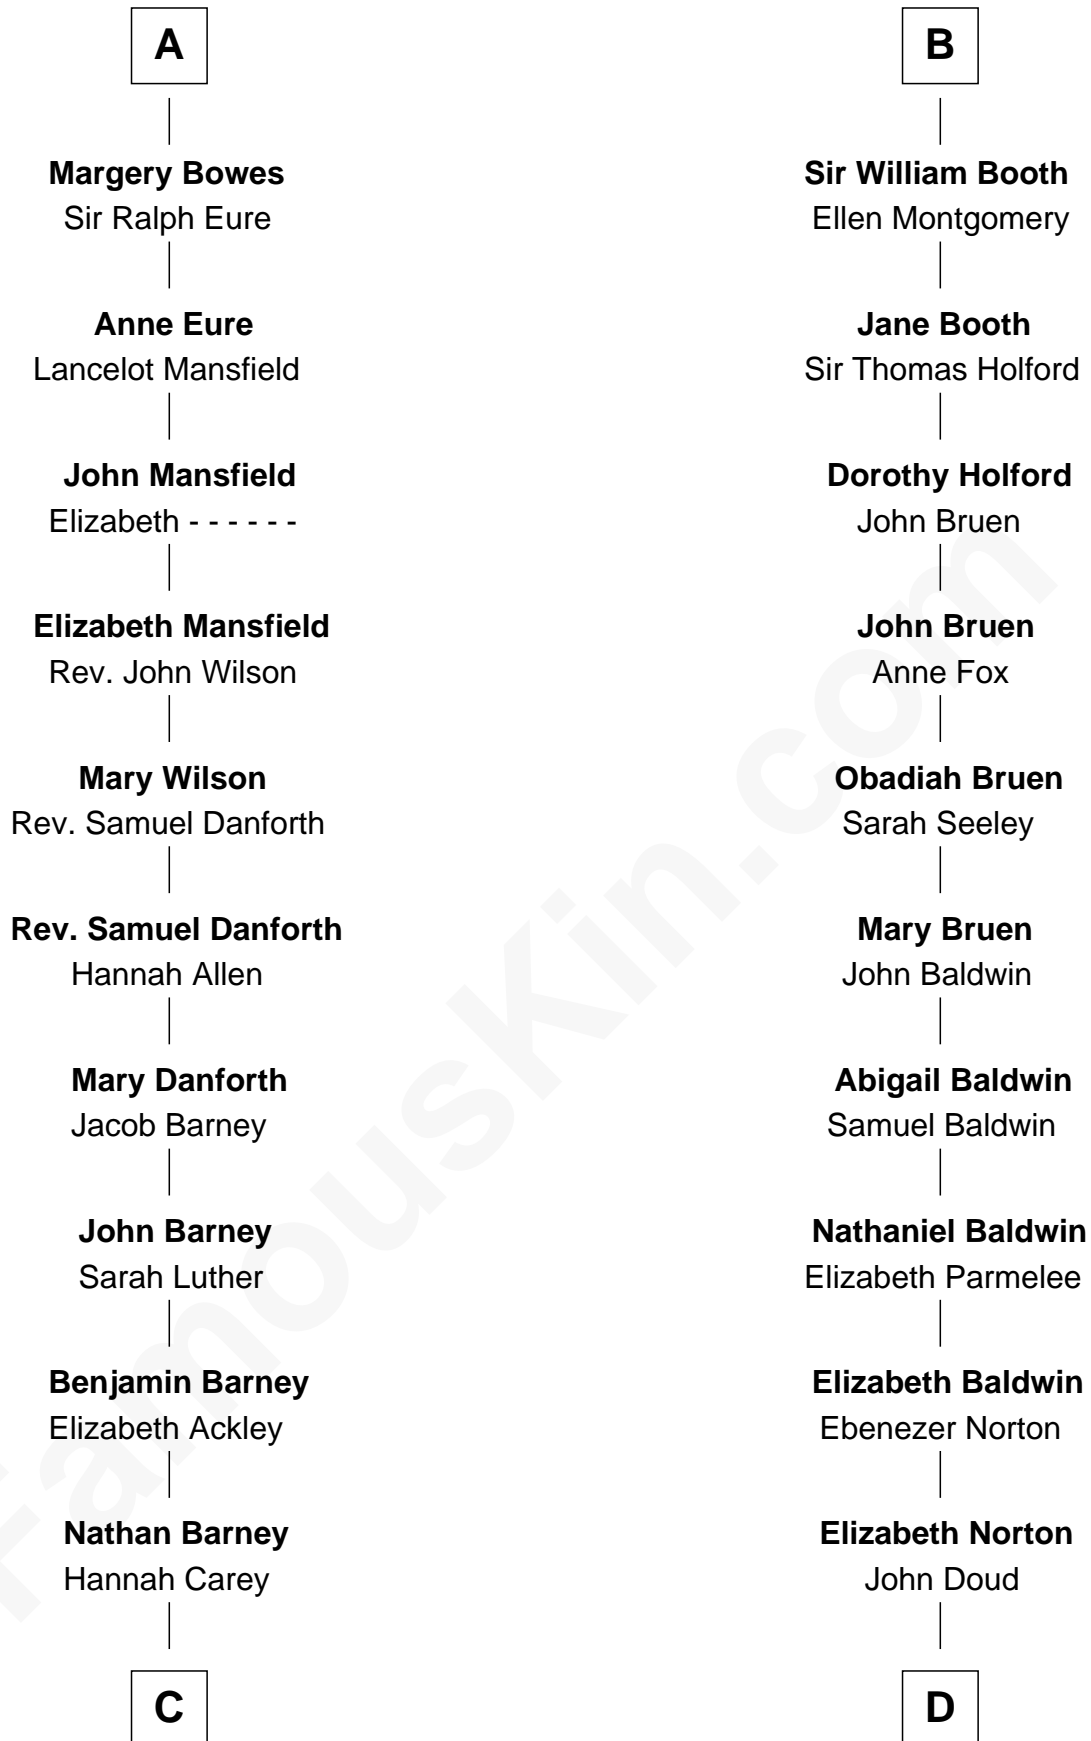 A
Margery Bowes
Sir Ralph Eure
Anne Eure
Lancelot Mansfield
John Mansfield
Elizabeth - - - - - -
Elizabeth Mansfield
Rev. John Wilson
Mary Wilson
Rev. Samuel Danforth
Rev. Samuel Danforth
Hannah Allen
Mary Danforth
Jacob Barney
John Barney
Sarah Luther
Benjamin Barney
Elizabeth Ackley
Nathan Barney
Hannah Carey
C
B
Sir William Booth
Ellen Montgomery
Jane Booth
Sir Thomas Holford
Dorothy Holford
John Bruen
John Bruen
Anne Fox
Obadiah Bruen
Sarah Seeley
Mary Bruen
John Baldwin
Abigail Baldwin
Samuel Baldwin
Nathaniel Baldwin
Elizabeth Parmelee
Elizabeth Baldwin
Ebenezer Norton
Elizabeth Norton
John Doud
D
FamousKin.com